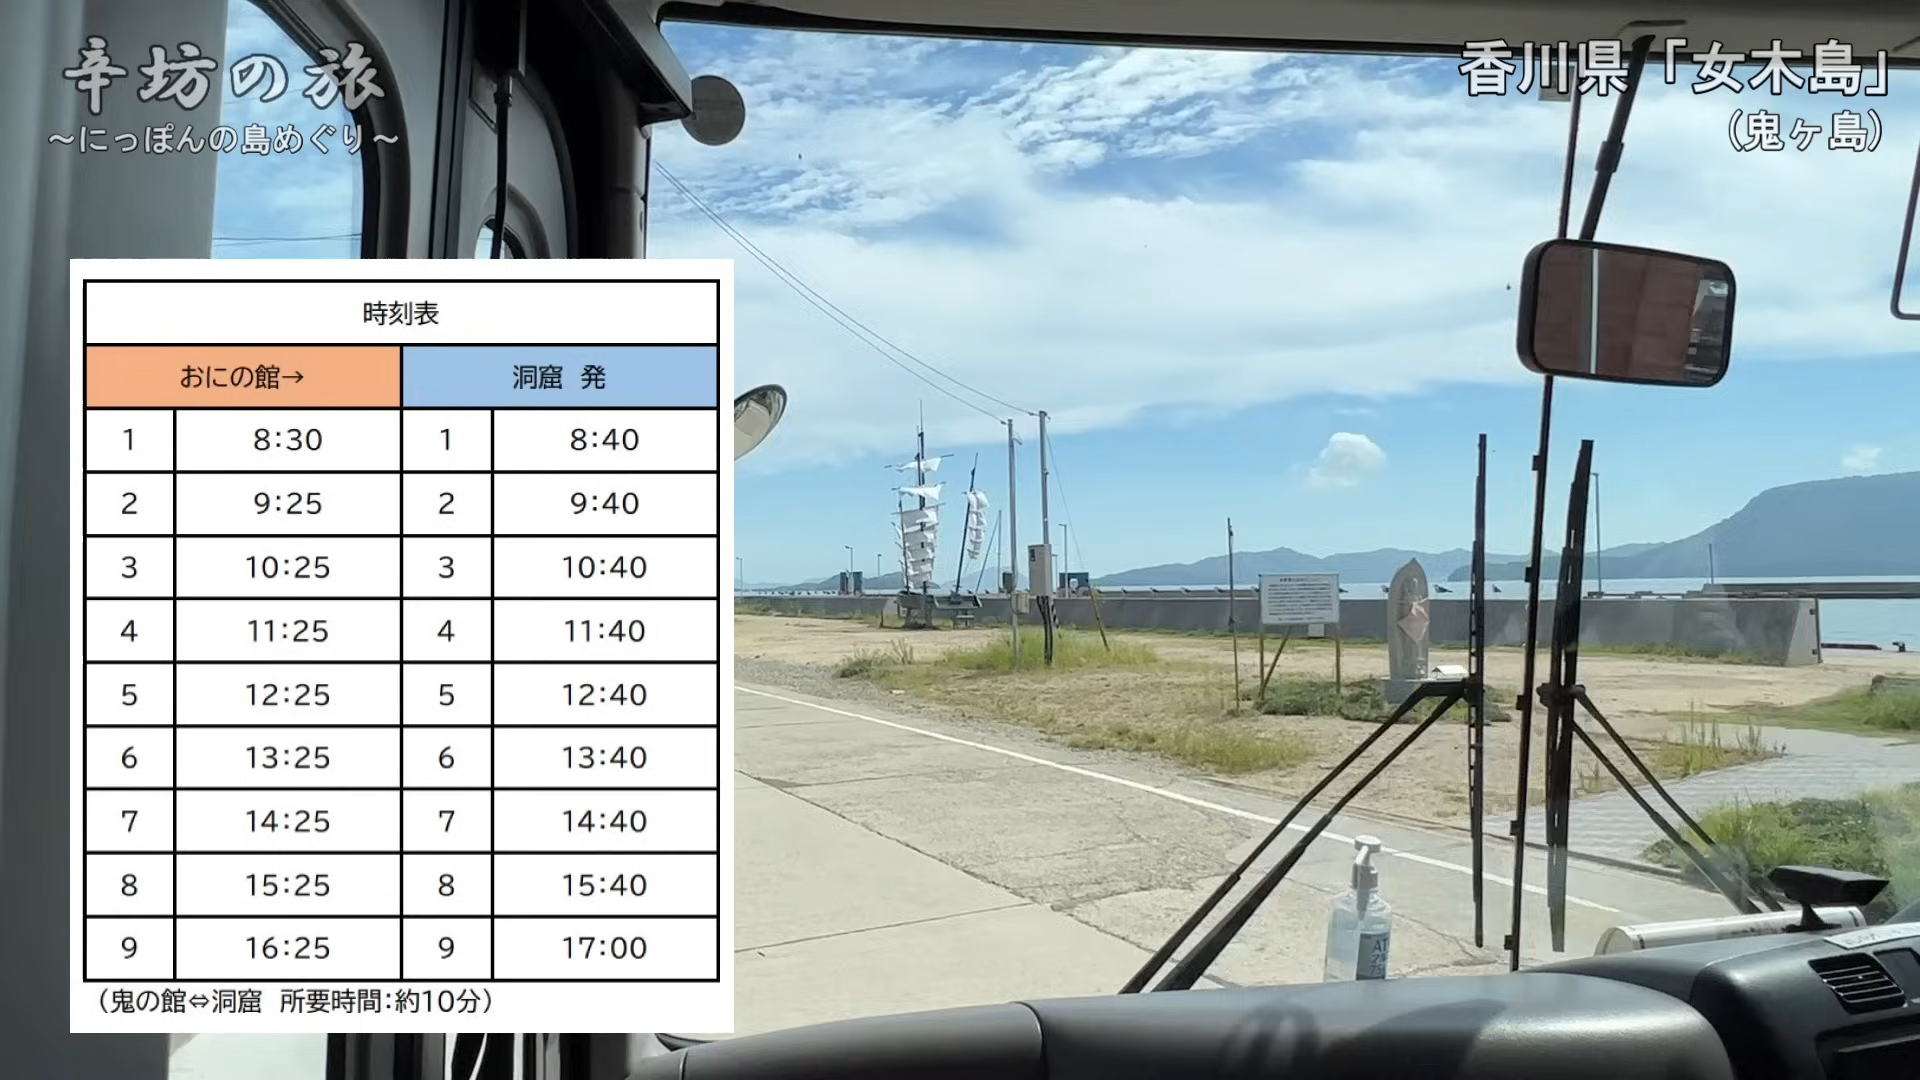 辛坊の旅
～にっぽんの島めぐり～
香川県「女木島」
（鬼ヶ島）
時刻表
おにの館→ 洞窟 発
1 8:30 1 8:40
2 9:25 2 9:40
3 10:25 3 10:40
4 11:25 4 11:40
5 12:25 5 12:40
6 13:25 6 13:40
7 14:25 7 14:40
8 15:25 8 15:40
9 16:25 9 17:00
（鬼の館⇔洞窟 所要時間：約10分）